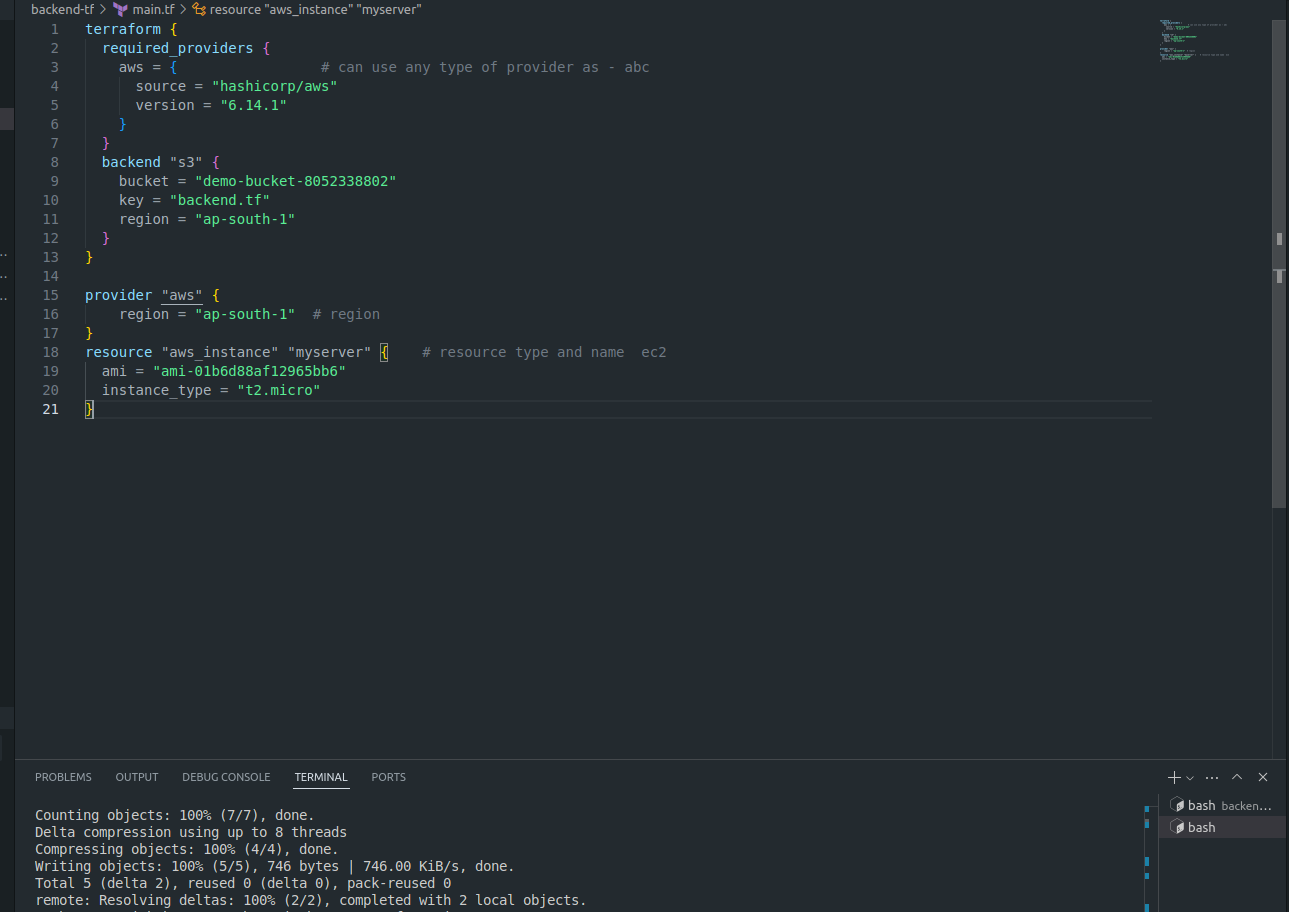 backend-tf > main.tf > resource "aws_instance" "myserver"
1 terraform {
2 required_providers {
3 aws = { # can use any type of provider as - abc
4 source = "hashicorp/aws"
5 version = "6.14.1"
6 }
7 }
8 backend "s3" {
9 bucket = "demo-bucket-8052338802"
10 key = "backend.tf"
11 region = "ap-south-1"
12 }
13 }
14
15 provider "aws" {
16 region = "ap-south-1" # region
17 }
18 resource "aws_instance" "myserver" { # resource type and name ec2
19 ami = "ami-01b6d88af12965bb6"
20 instance_type = "t2.micro"
21 }
PROBLEMS OUTPUT DEBUG CONSOLE TERMINAL PORTS
Counting objects: 100% (7/7), done.
Delta compression using up to 8 threads
Compressing objects: 100% (4/4), done.
Writing objects: 100% (5/5), 746 bytes | 746.00 KiB/s, done.
Total 5 (delta 2), reused 0 (delta 0), pack-reused 0
remote: Resolving deltas: 100% (2/2), completed with 2 local objects.
bash backen...
bash